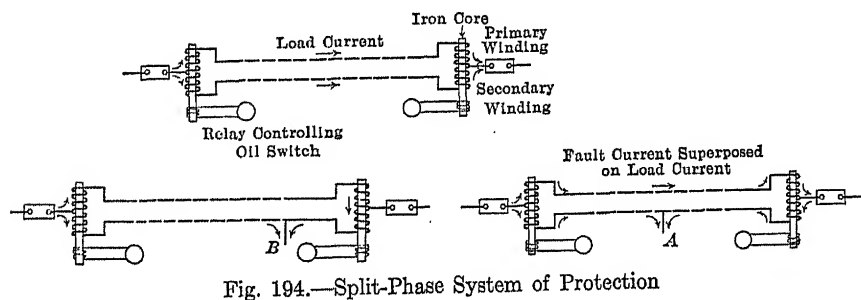 Iron Core
Load Current
Primary
Winding
Secondary
Winding
Relay Controlling
Oil Switch
Fault Current Superposed
on Load Current
B
A
Fig. 194.—Split-Phase System of Protection